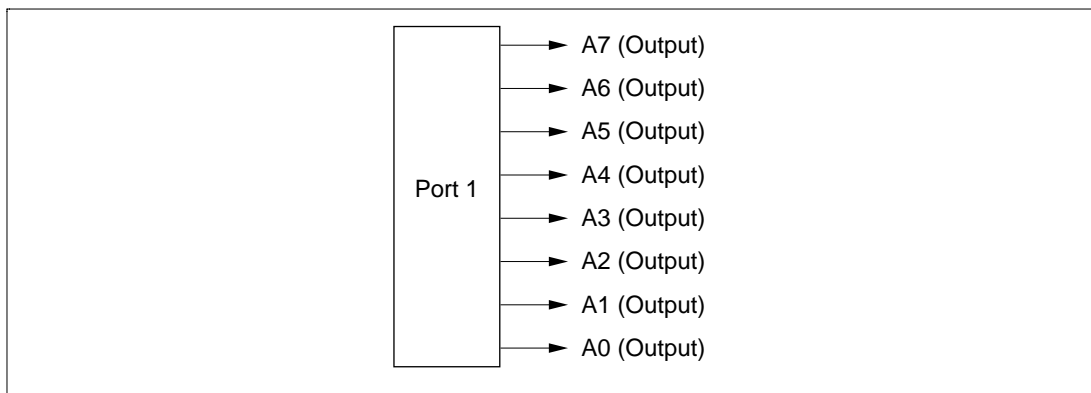 A7 (Output)
A6 (Output)
A5 (Output)
A4 (Output)
Port 1
A3 (Output)
A2 (Output)
A1 (Output)
A0 (Output)